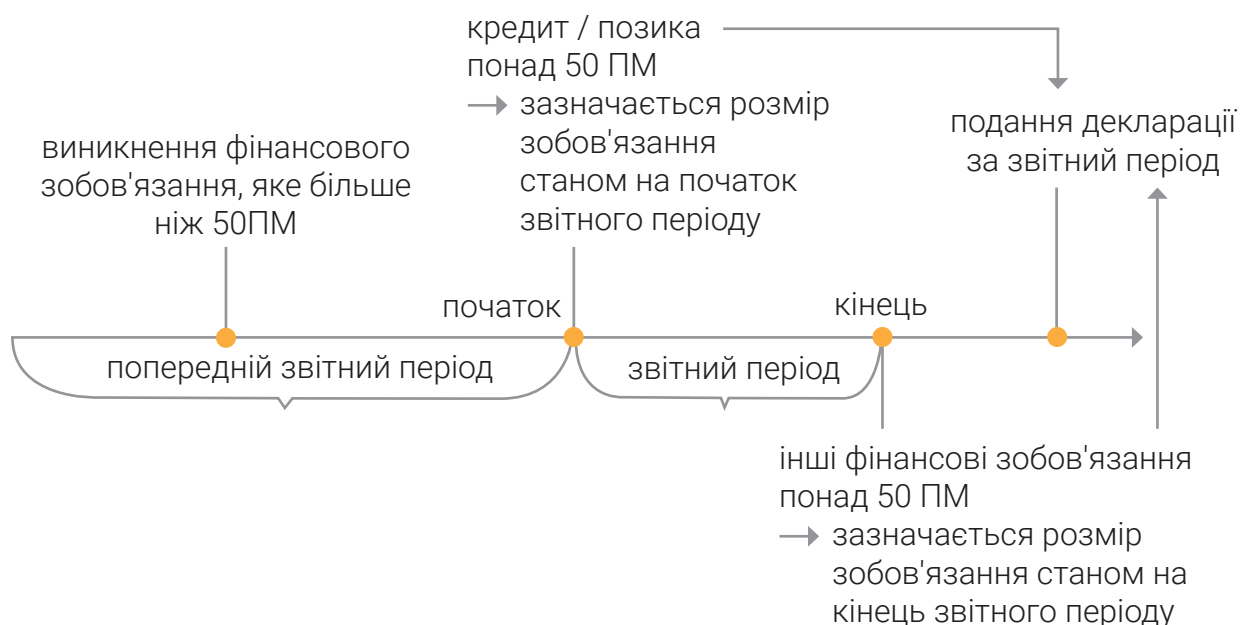 кредит / позика
понад 50 ПМ
зазначається розмір
зобов'язання
станом на початок
звітного періоду
подання декларації
за звітний період
виникнення фінансового
зобов'язання, яке більше
ніж 50ПМ
початок
кінець
попередній звітний період
звітний період
інші фінансові зобов'язання
понад 50 ПМ
зазначається розмір
зобов'язання станом на
кінець звітного періоду